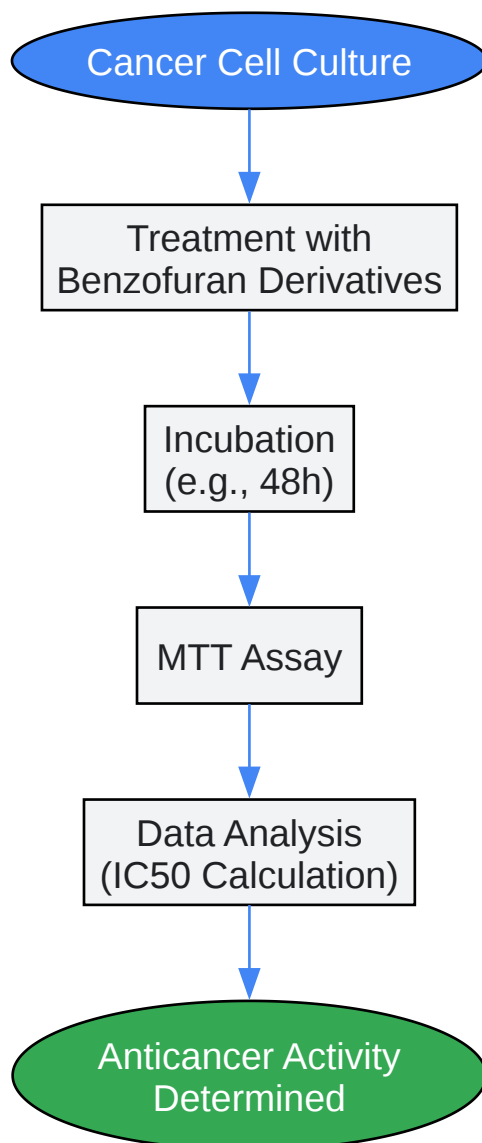 Cancer Cell Culture
Treatment with
Benzofuran Derivatives
Incubation
(e.g., 48h)
MTT Assay
Data Analysis
(IC50 Calculation)
Anticancer Activity
Determined